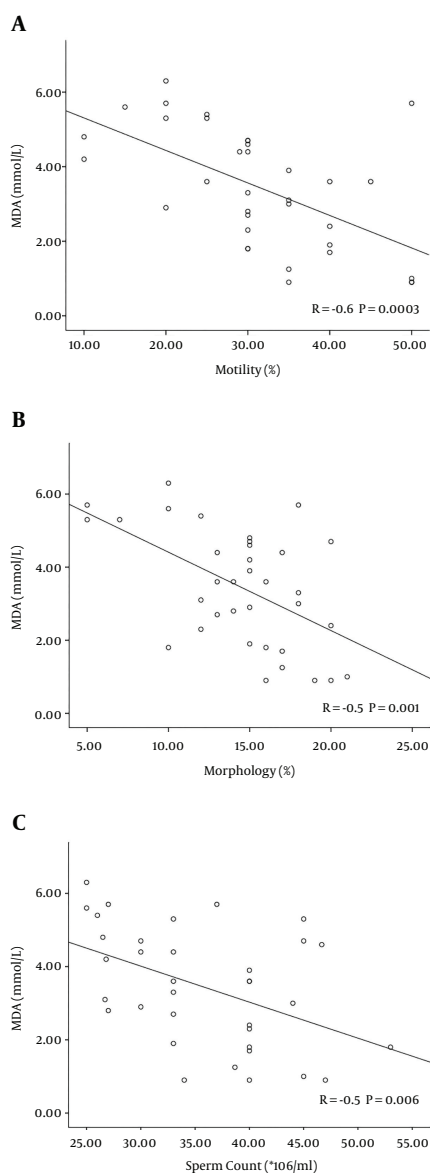 A
6.00
4.00
2.00
0.00
MDA (mmol/L)
R=-0.6 P=0.0003
10.00 20.00 30.00 40.00 50.00
Motility (%)
B
6.00
4.00
2.00
0.00
MDA (mmol/L)
R=-0.5 P=0.001
5.00 10.00 15.00 20.00 25.00
Morphology (%)
C
6.00
4.00
2.00
0.00
MDA (mmol/L)
R=-0.5 P=0.006
25.00 30.00 35.00 40.00 45.00 50.00 55.00
Sperm Count (*106/ml)